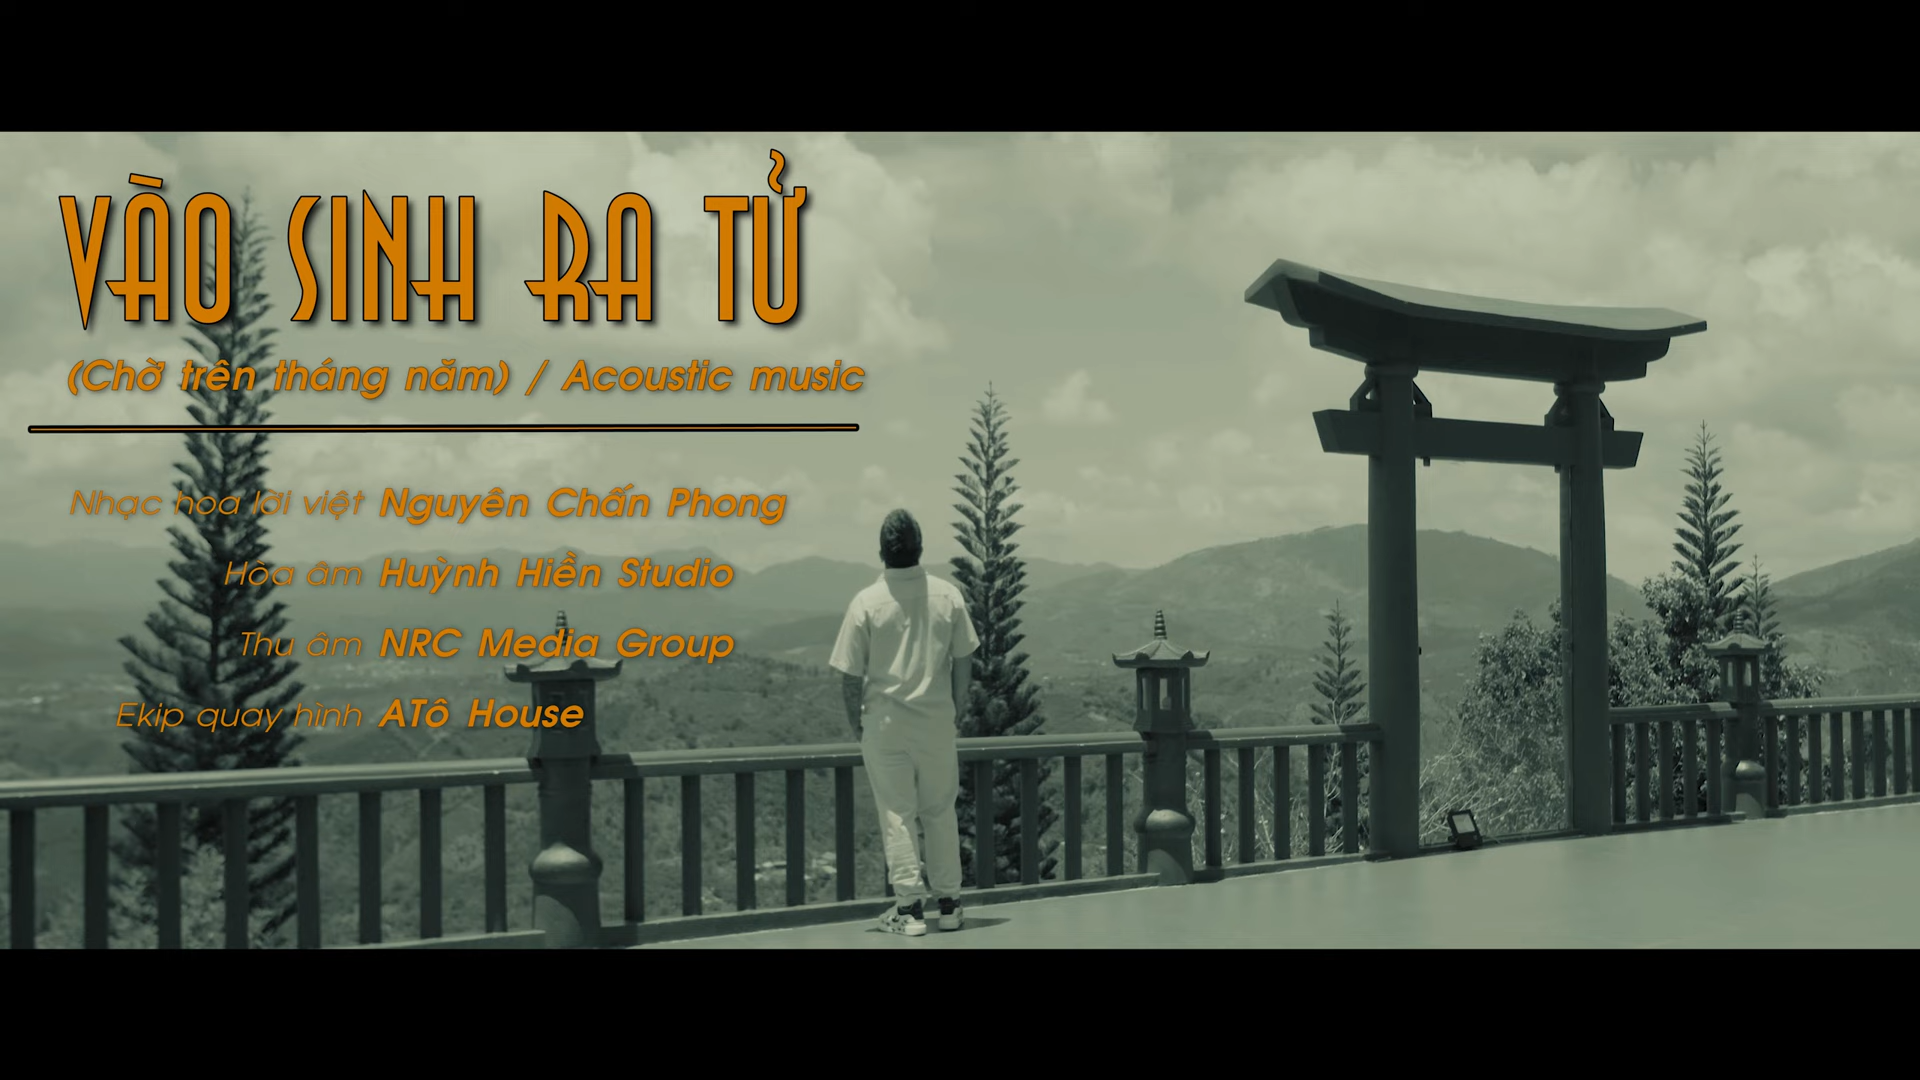 VÀO SINH RA TỬ
(Chờ trên tháng năm) / Acoustic music
Nhạc hoa lời việt Nguyên Chấn Phong
Hòa âm Huỳnh Hiền Studio
Thu âm NRC Media Group
Ekip quay hình ATô House